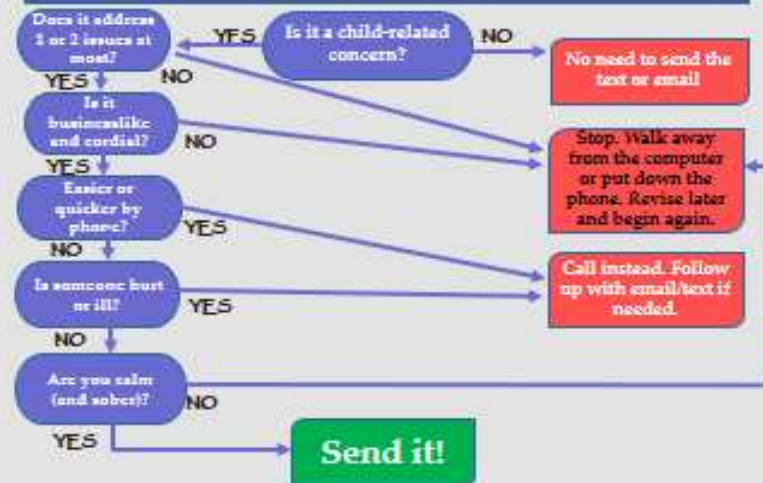 Is it a child-related
concern?
YES
NO
No need to send the
text or email
Does it address
1 or 2 issues at
most?
YES
NO
Is it
businesslike
and cordial?
NO
YES
Stop. Walk away
from the computer
or put down the
phone. Revise later
and begin again.
Easier or
quicker by
phone?
YES
NO
Call instead. Follow
up with email/text if
needed.
Is someone hurt
or ill?
YES
NO
Are you calm
(and sober)?
NO
YES
Send it!